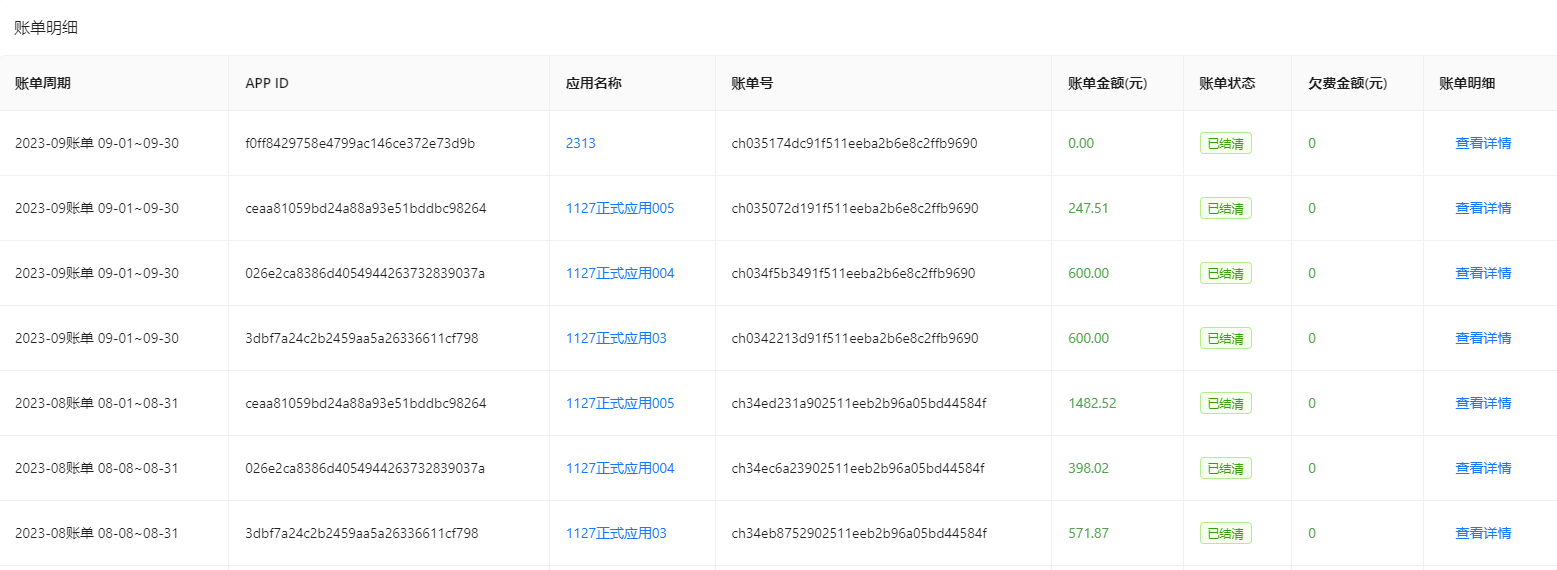 账单明细
账单周期 APP ID 应用名称 账单号 账单金额(元) 账单状态 欠费金额(元) 账单明细
2023-09账单 09-01~09-30 f0ff8429758e4799ac146ce372e73d9b 2313 ch035174dc91f511eeba2b6e8c2ffb9690 0.00 已结清 0 查看详情
2023-09账单 09-01~09-30 ceaa81059bd24a88a93e51bddbc98264 1127正式应用005 ch035072d191f511eeba2b6e8c2ffb9690 247.51 已结清 0 查看详情
2023-09账单 09-01~09-30 026e2ca8386d4054944263732839037a 1127正式应用004 ch034f5b3491f511eeba2b6e8c2ffb9690 600.00 已结清 0 查看详情
2023-09账单 09-01~09-30 3dbf7a24c2b2459aa5a26336611cf798 1127正式应用03 ch0342213d91f511eeba2b6e8c2ffb9690 600.00 已结清 0 查看详情
2023-08账单 08-01~08-31 ceaa81059bd24a88a93e51bddbc98264 1127正式应用005 ch34ed231a902511eeb2b96a05bd44584f 1482.52 已结清 0 查看详情
2023-08账单 08-08~08-31 026e2ca8386d4054944263732839037a 1127正式应用004 ch34ec6a23902511eeb2b96a05bd44584f 398.02 已结清 0 查看详情
2023-08账单 08-08~08-31 3dbf7a24c2b2459aa5a26336611cf798 1127正式应用03 ch34eb8752902511eeb2b96a05bd44584f 571.87 已结清 0 查看详情